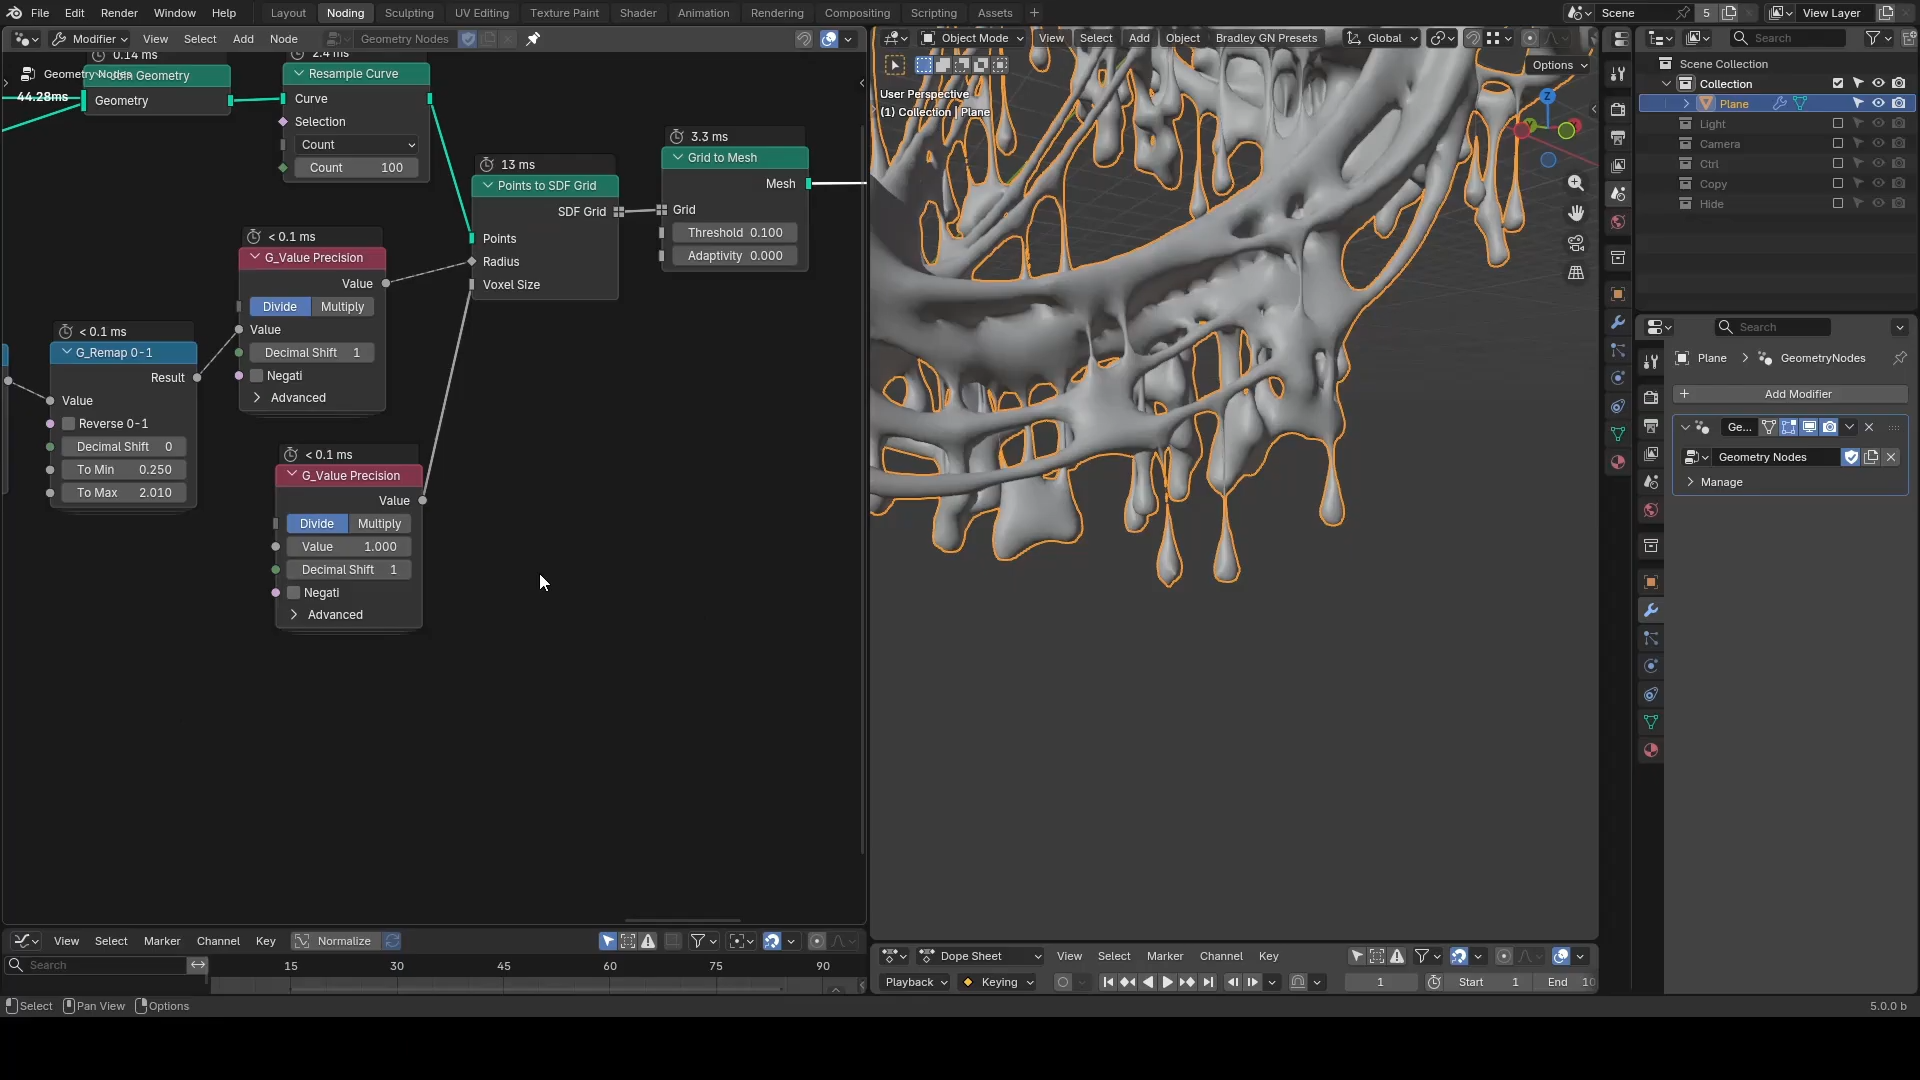 File Edit Render Window Help Layout Noding Sculpting UV Editing Texture Paint Shader Animation Rendering Compositing Scripting Assets + Scene 5 View Layer
Modifier View Select Add Node Geometry Nodes
Object Mode View Select Add Object Bradley GN Presets Global
Search
Options
Geometry Nodes
44.28ms
0.14 ms
Geometry
Geometry
Resample Curve
Curve
Selection
Count
Count 100
3.3 ms
Grid to Mesh
Mesh
Grid
Threshold 0.100
Adaptivity 0.000
13 ms
Points to SDF Grid
SDF Grid
Points
Radius
Voxel Size
< 0.1 ms
G_Value Precision
Value
Divide Multiply
Value
Decimal Shift 1
Negati
Advanced
< 0.1 ms
G_Remap 0-1
Result
Value
Reverse 0-1
Decimal Shift 0
To Min 0.250
To Max 2.010
< 0.1 ms
G_Value Precision
Value
Divide Multiply
Value 1.000
Decimal Shift 1
Negati
Advanced
User Perspective
(1) Collection | Plane
Z
Scene Collection
Collection
Plane
Light
Camera
Ctrl
Copy
Hide
Search
Plane > GeometryNodes
+ Add Modifier
Ge...
Geometry Nodes
Manage
View Select Marker Channel Key Normalize
Search
15 30 45 60 75 90
Dope Sheet View Select Marker Channel Key
Playback Keying 1 Start 1 End 10
Select Pan View Options
5.0.0 b